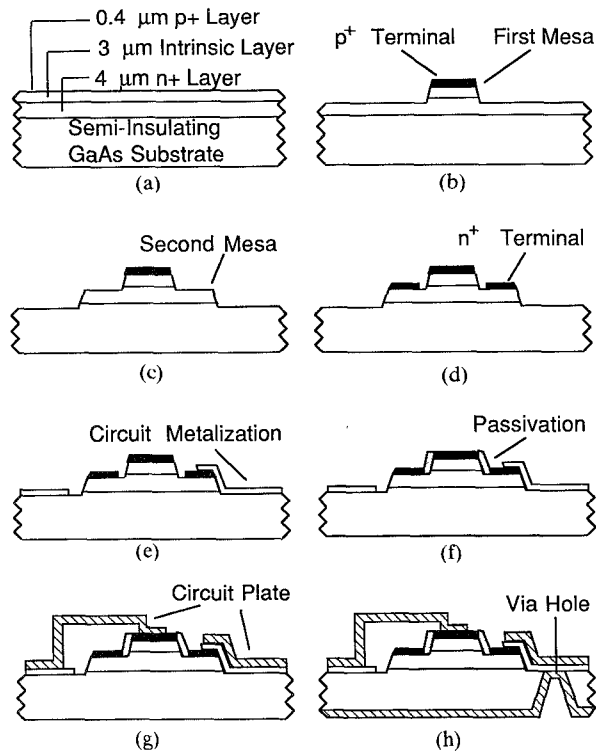 0.4 μm p+ Layer
3 μm Intrinsic Layer
4 μm n+ Layer
Semi-Insulating
GaAs Substrate
(a)
p+ Terminal
First Mesa
(b)
Second Mesa
(c)
n+ Terminal
(d)
Circuit Metalization
(e)
Passivation
(f)
Circuit Plate
(g)
Via Hole
(h)